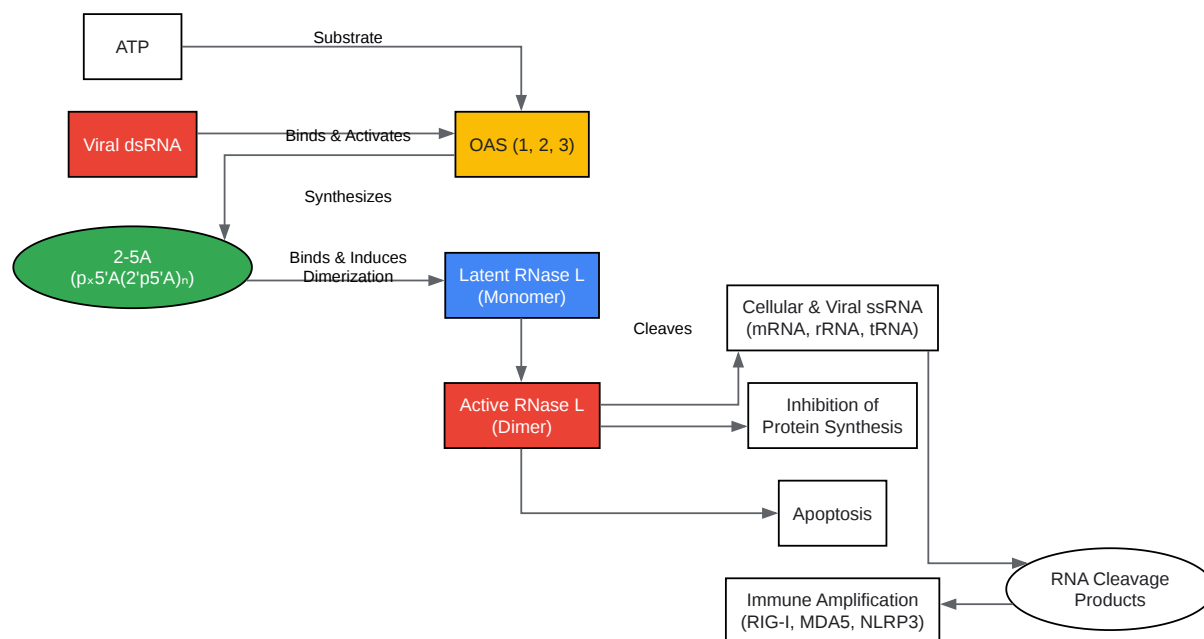 ATP
Substrate
Viral dsRNA
Binds & Activates
OAS (1, 2, 3)
Synthesizes
2-5A
(pₓ5'A(2'p5'A)ₙ)
Binds & Induces
Dimerization
Latent RNase L
(Monomer)
Cleaves
Cellular & Viral ssRNA
(mRNA, rRNA, tRNA)
Active RNase L
(Dimer)
Inhibition of
Protein Synthesis
Apoptosis
RNA Cleavage
Products
Immune Amplification
(RIG-I, MDA5, NLRP3)